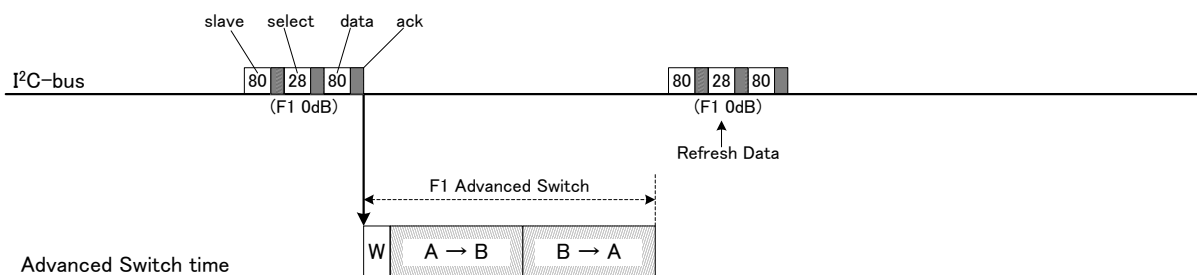 slave select data ack
I²C-bus 80 28 80 80 28 80
(F1 0dB) (F1 0dB)
Refresh Data
F1 Advanced Switch
W A → B B → A
Advanced Switch time